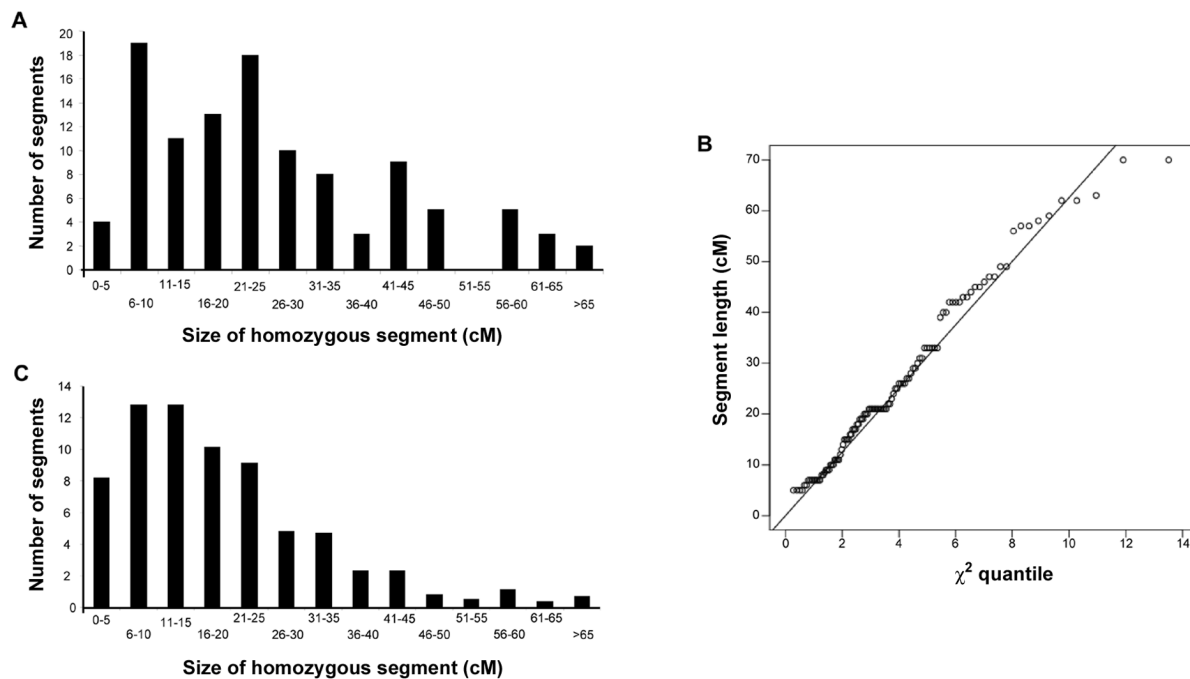 A
Number of segments
20
18
16
14
12
10
8
6
4
2
0
0-5 11-15 21-25 31-35 41-45 51-55 61-65
6-10 16-20 26-30 36-40 46-50 56-60 >65
Size of homozygous segment (cM)
B
Segment length (cM)
70
60
50
40
30
20
10
0
0 2 4 6 8 10 12 14
χ² quantile
C
Number of segments
14
12
10
8
6
4
2
0
0-5 11-15 21-25 31-35 41-45 51-55 61-65
6-10 16-20 26-30 36-40 46-50 56-60 >65
Size of homozygous segment (cM)